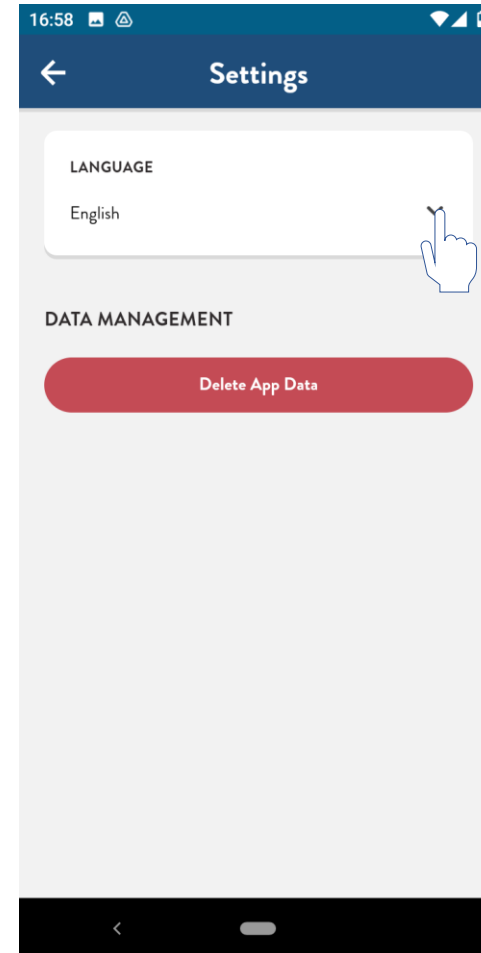 16:58
Settings
LANGUAGE
English
DATA MANAGEMENT
Delete App Data